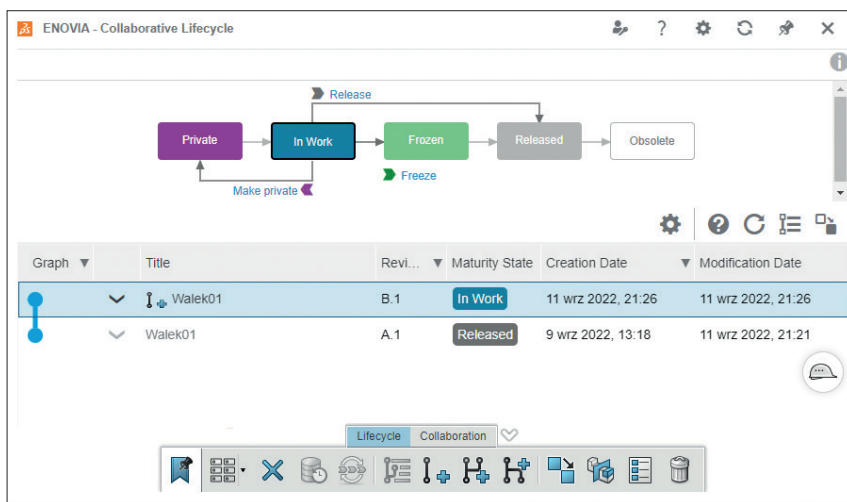 ENOVIA - Collaborative Lifecycle
Release
Private
In Work
Frozen
Released
Obsolete
Make private
Freeze
Graph Title Revi... Maturity State Creation Date Modification Date
Walek01 B.1 In Work 11 wrz 2022, 21:26 11 wrz 2022, 21:26
Walek01 A.1 Released 9 wrz 2022, 13:18 11 wrz 2022, 21:21
Lifecycle Collaboration